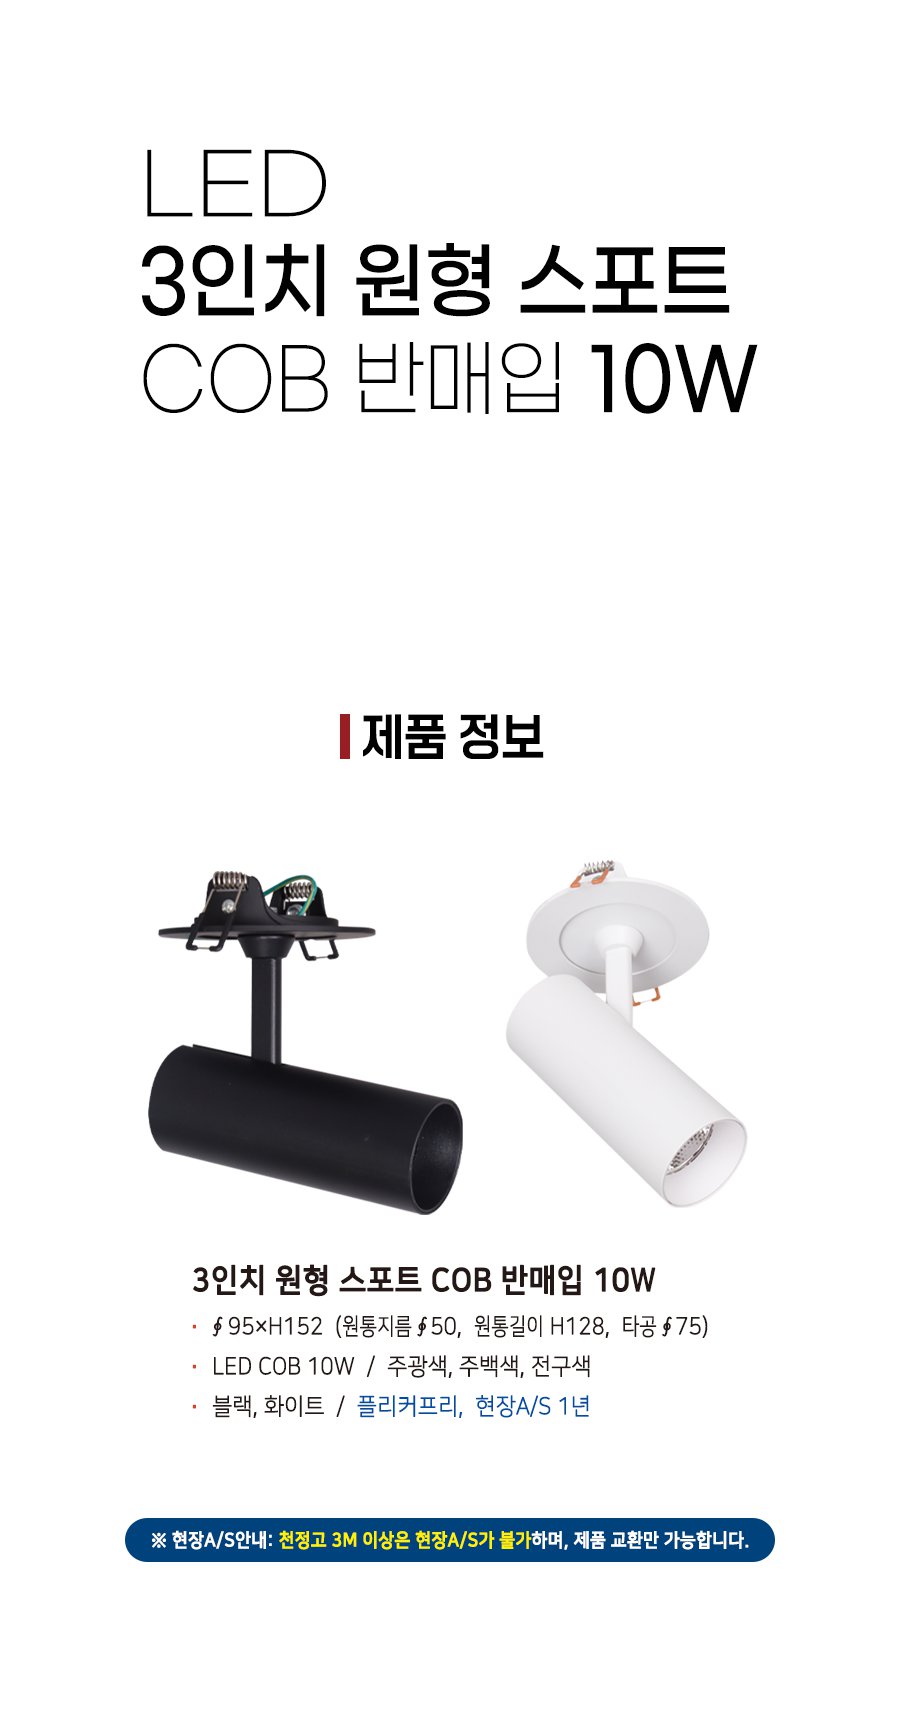 LED
3인치 원형 스포트
COB 반매입 10W
제품 정보
3인치 원형 스포트 COB 반매입 10W
· ∮95×H152 (원통지름∮50, 원통길이 H128, 타공∮75)
· LED COB 10W / 주광색, 주백색, 전구색
· 블랙, 화이트 / 플리커프리, 현장A/S 1년
※ 현장A/S안내: 천정고 3M 이상은 현장A/S가 불가하며, 제품 교환만 가능합니다.